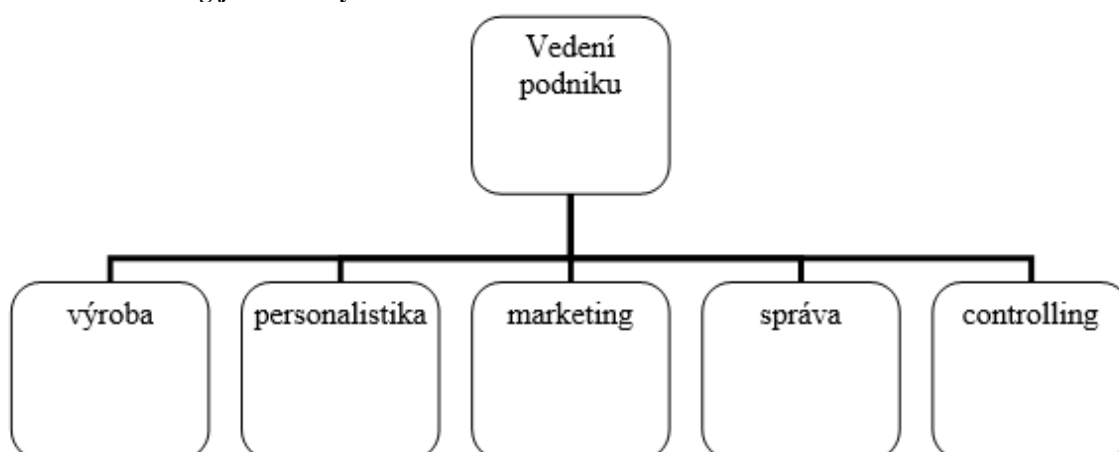 Vedení
podniku
výroba
personalistika
marketing
správa
controlling